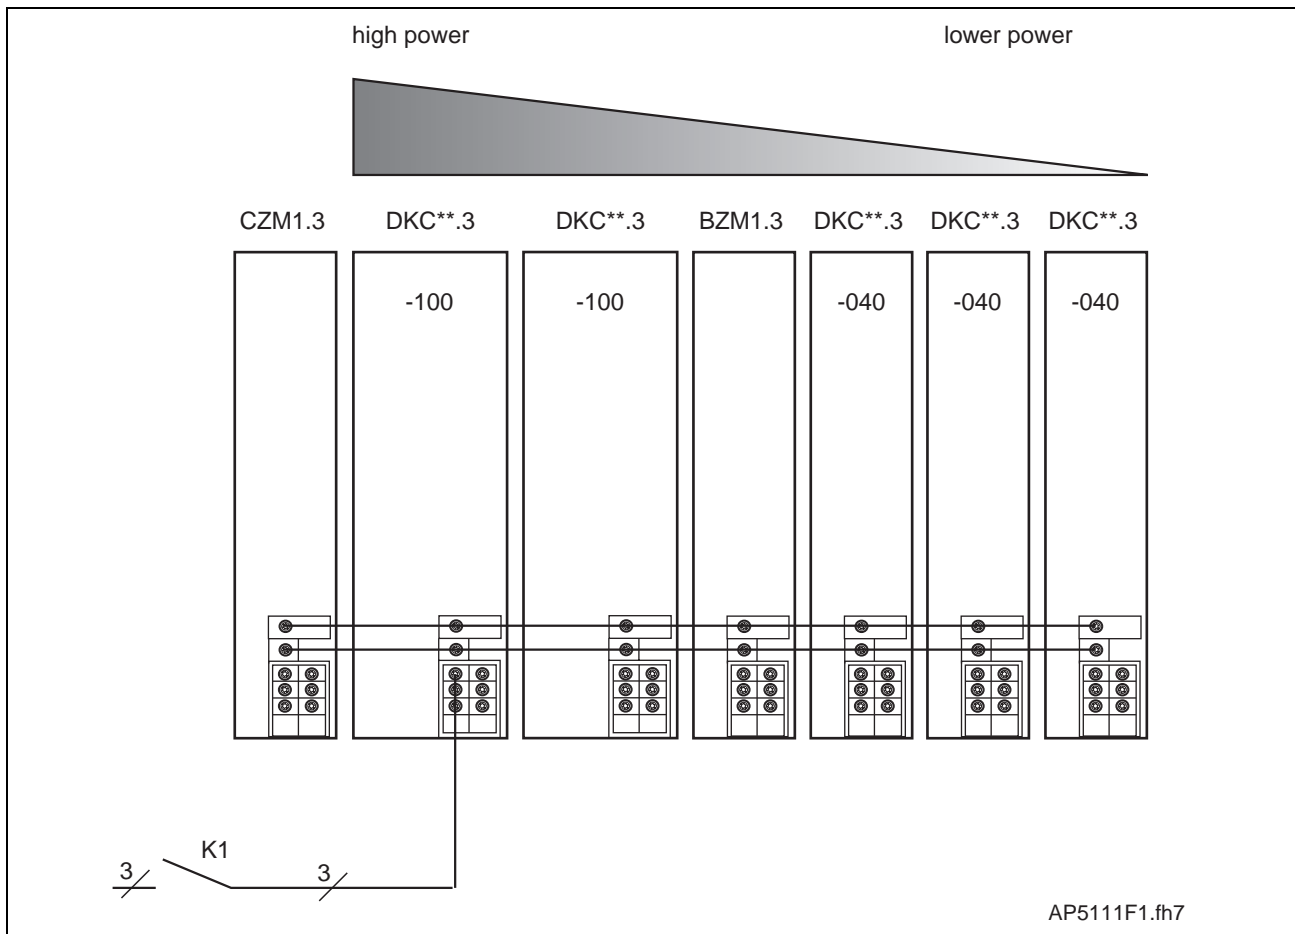 high power lower power
CZM1.3 DKC**.3 DKC**.3 BZM1.3 DKC**.3 DKC**.3 DKC**.3
-100 -100 -040 -040 -040
K1
3 3
AP5111F1.fh7